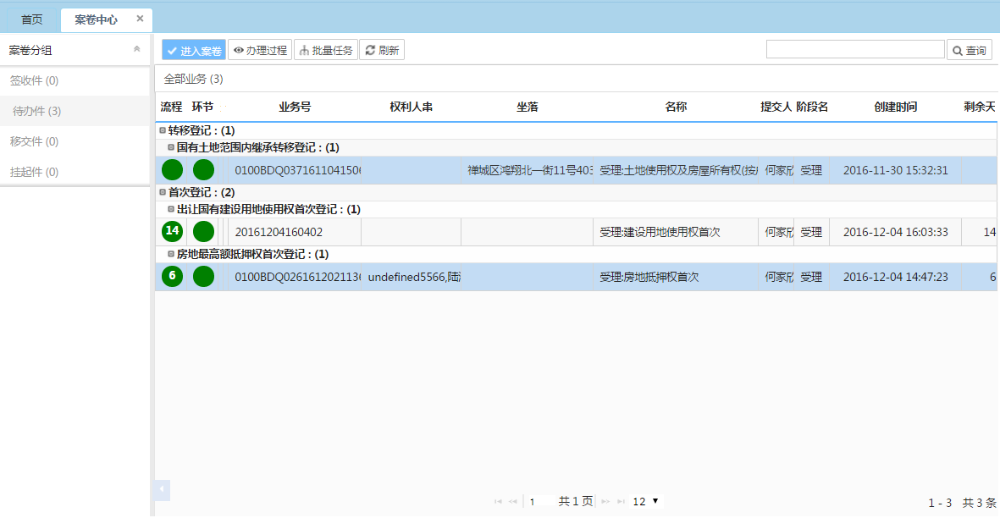 首页 案卷中心 ×
案卷分组
签收件 (0)
待办件 (3)
移交件 (0)
挂起件 (0)
进入案卷 办理过程 批量任务 刷新 查询
全部业务 (3)
流程 环节 业务号 权利人串 坐落 名称 提交人 阶段名 创建时间 剩余天
转移登记：(1)
国有土地范围内继承转移登记：(1)
0100BDQ0371611041506 禅城区鸿翔北一街11号403 受理:土地使用权及房屋所有权(按 何家欣 受理 2016-11-30 15:32:31
首次登记：(2)
出让国有建设用地使用权首次登记：(1)
14 20161204160402 受理:建设用地使用权首次 何家欣 受理 2016-12-04 16:03:33 14
房地最高额抵押权首次登记：(1)
6 0100BDQ0261612021136 undefined5566,陆 受理:房地抵押权首次 何家欣 受理 2016-12-04 14:47:23 6
1 共 1 页 12 1 - 3 共 3 条